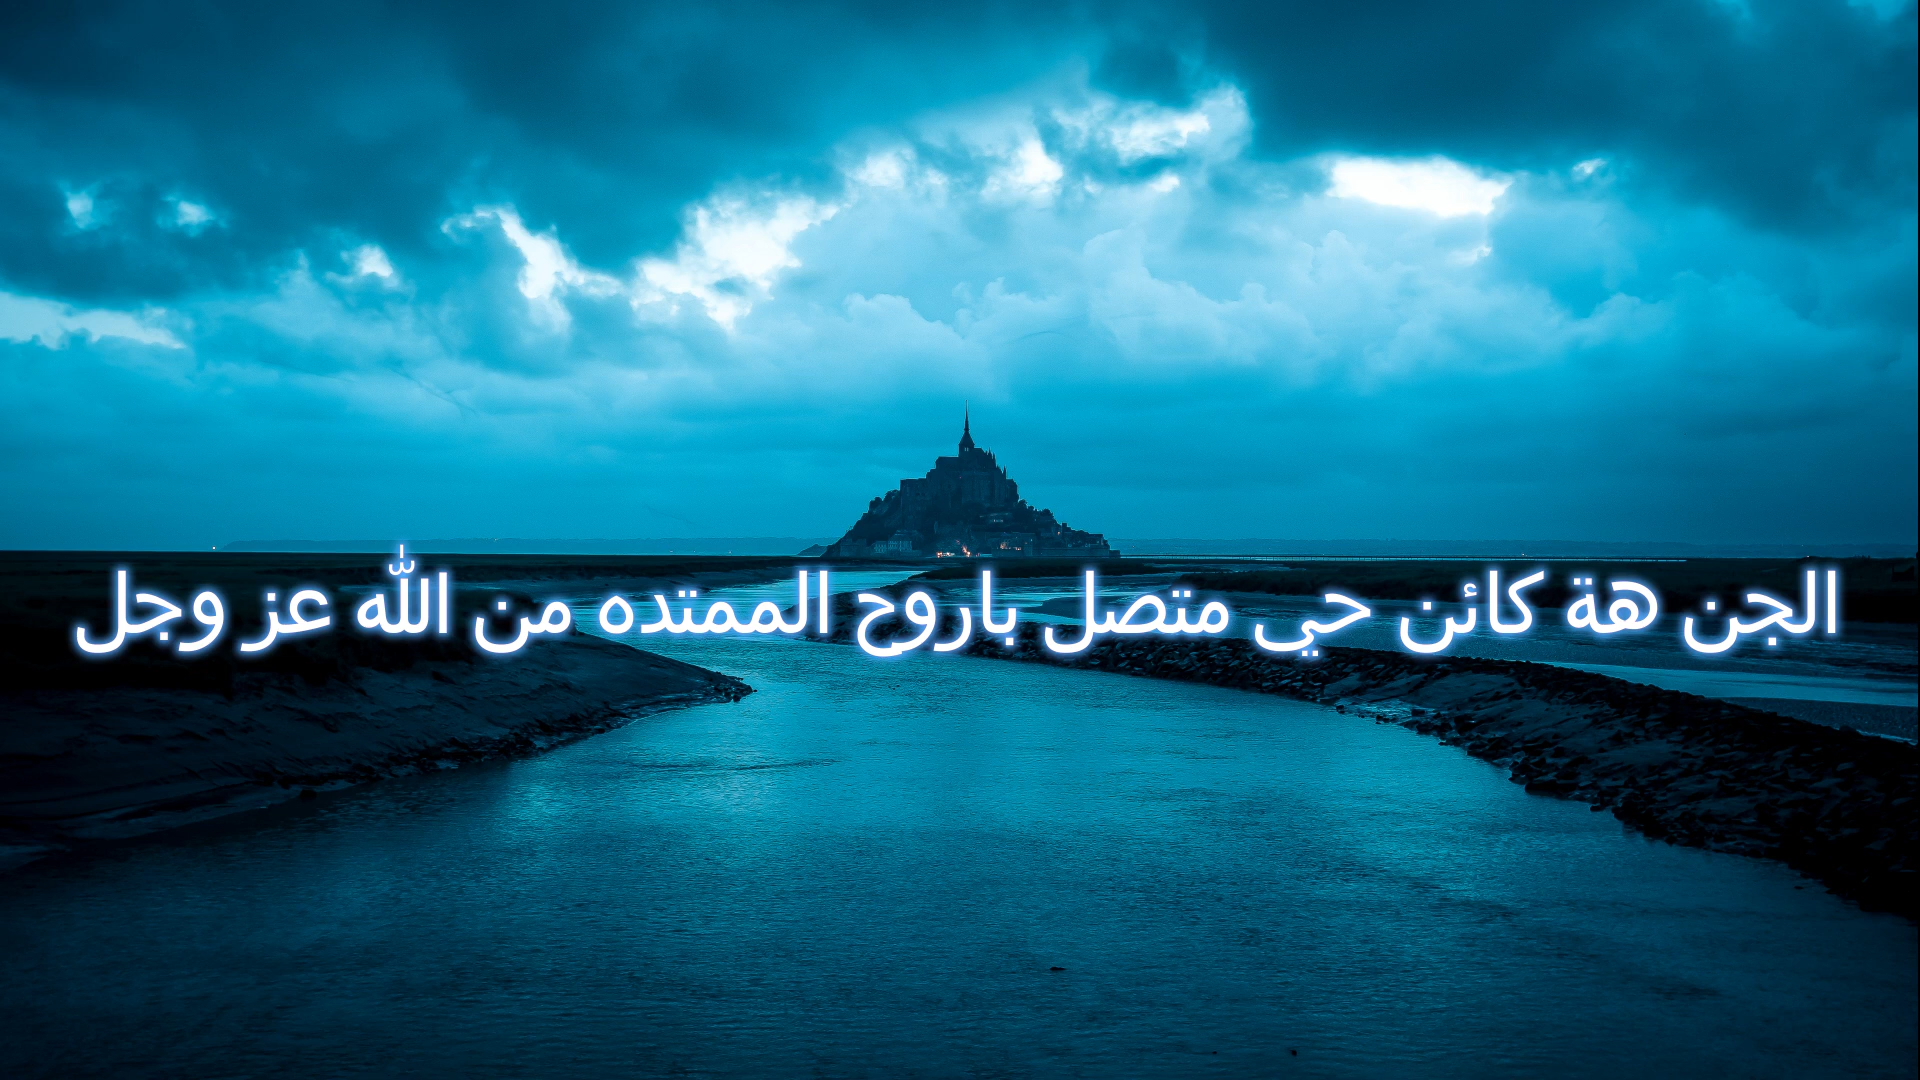 الجن هة كائن حي متصل باروح الممتده من الله عز وجل